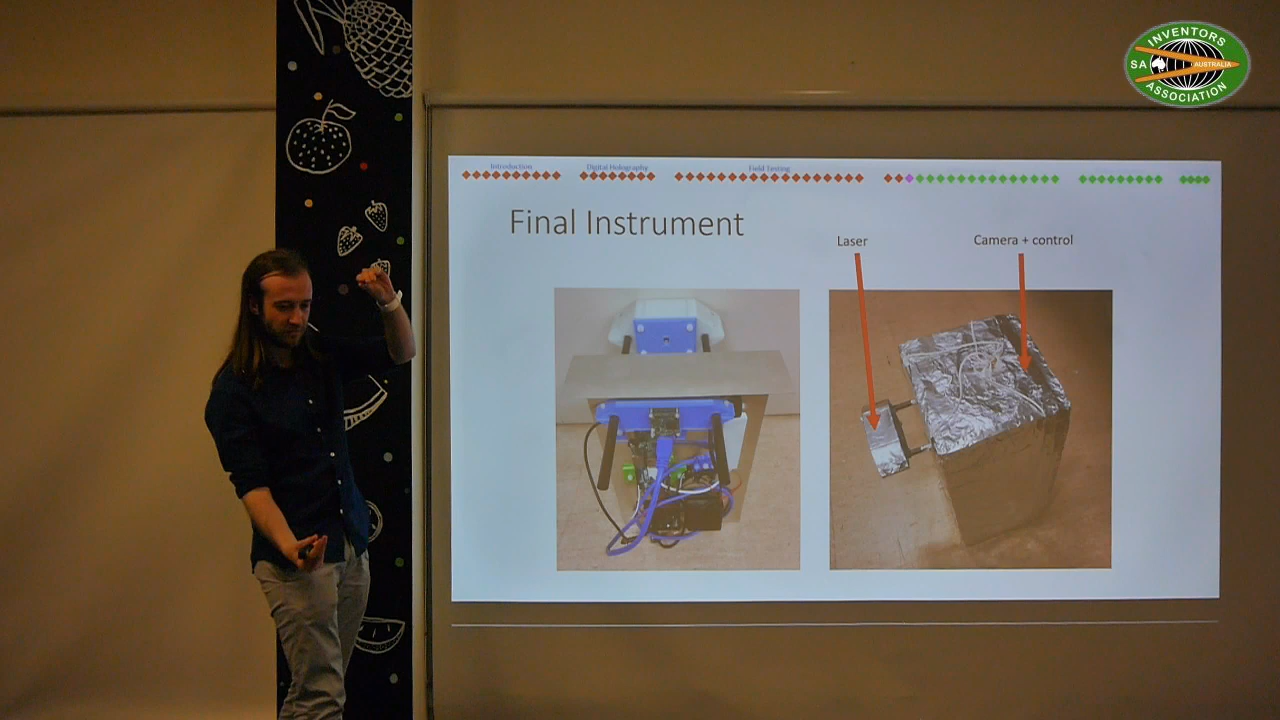 INVENTORS
SA AUSTRALIA
ASSOCIATION
Introduction Digital Holography Field Testing
Final Instrument
Laser
Camera + control